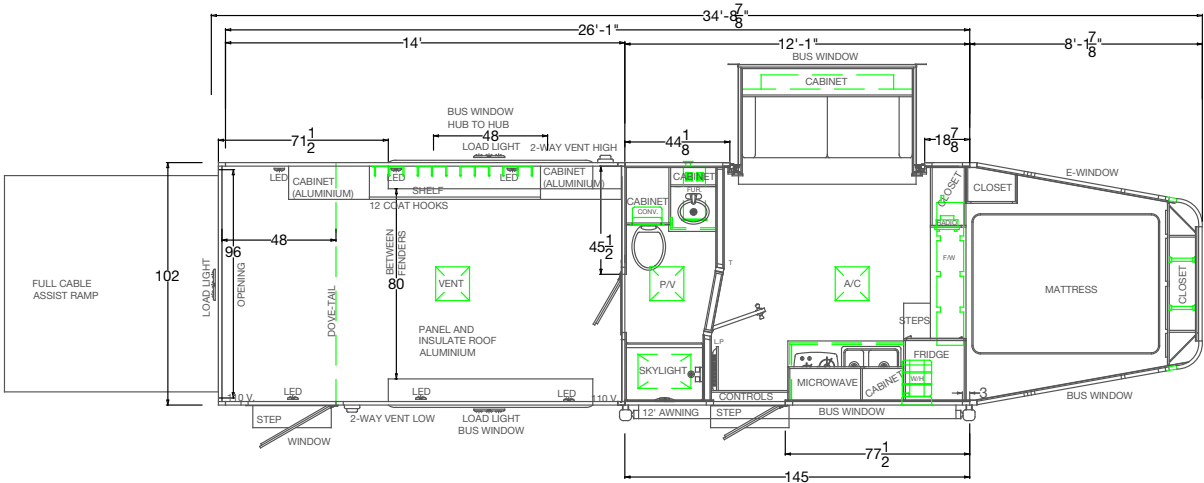 34'-8 7/8"
26'-1"
14'
12'-1"
8'-1 7/8"
BUS WINDOW
CABINET
BUS WINDOW
HUB TO HUB
71 1/2
48
44 1/8
18 7/8
LOAD LIGHT
2-WAY VENT HIGH
LED
LED
LED
CABINET
(ALUMINIUM)
CABINET
(ALUMINIUM)
SHELF
12 COAT HOOKS
CABINET
FUR.
CABINET
CONV.
CLOSET
CLOSET
E-WINDOW
RADIO
48
96
102
45 1/2
BETWEEN
FENDERS
80
FULL CABLE
ASSIST RAMP
LOAD LIGHT
OPENING
DOVE-TAIL
VENT
P/V
T
A/C
F/W
MATTRESS
CLOSET
STEPS
PANEL AND
INSULATE ROOF
ALUMINIUM
L.P
SKYLIGHT
FRIDGE
MICROWAVE
CABINET
W/H
3
LED
LED
LED
110 V.
110 V.
CONTROLS
STEP
2-WAY VENT LOW
LOAD LIGHT
BUS WINDOW
12' AWNING
STEP
BUS WINDOW
BUS WINDOW
WINDOW
77 1/2
145